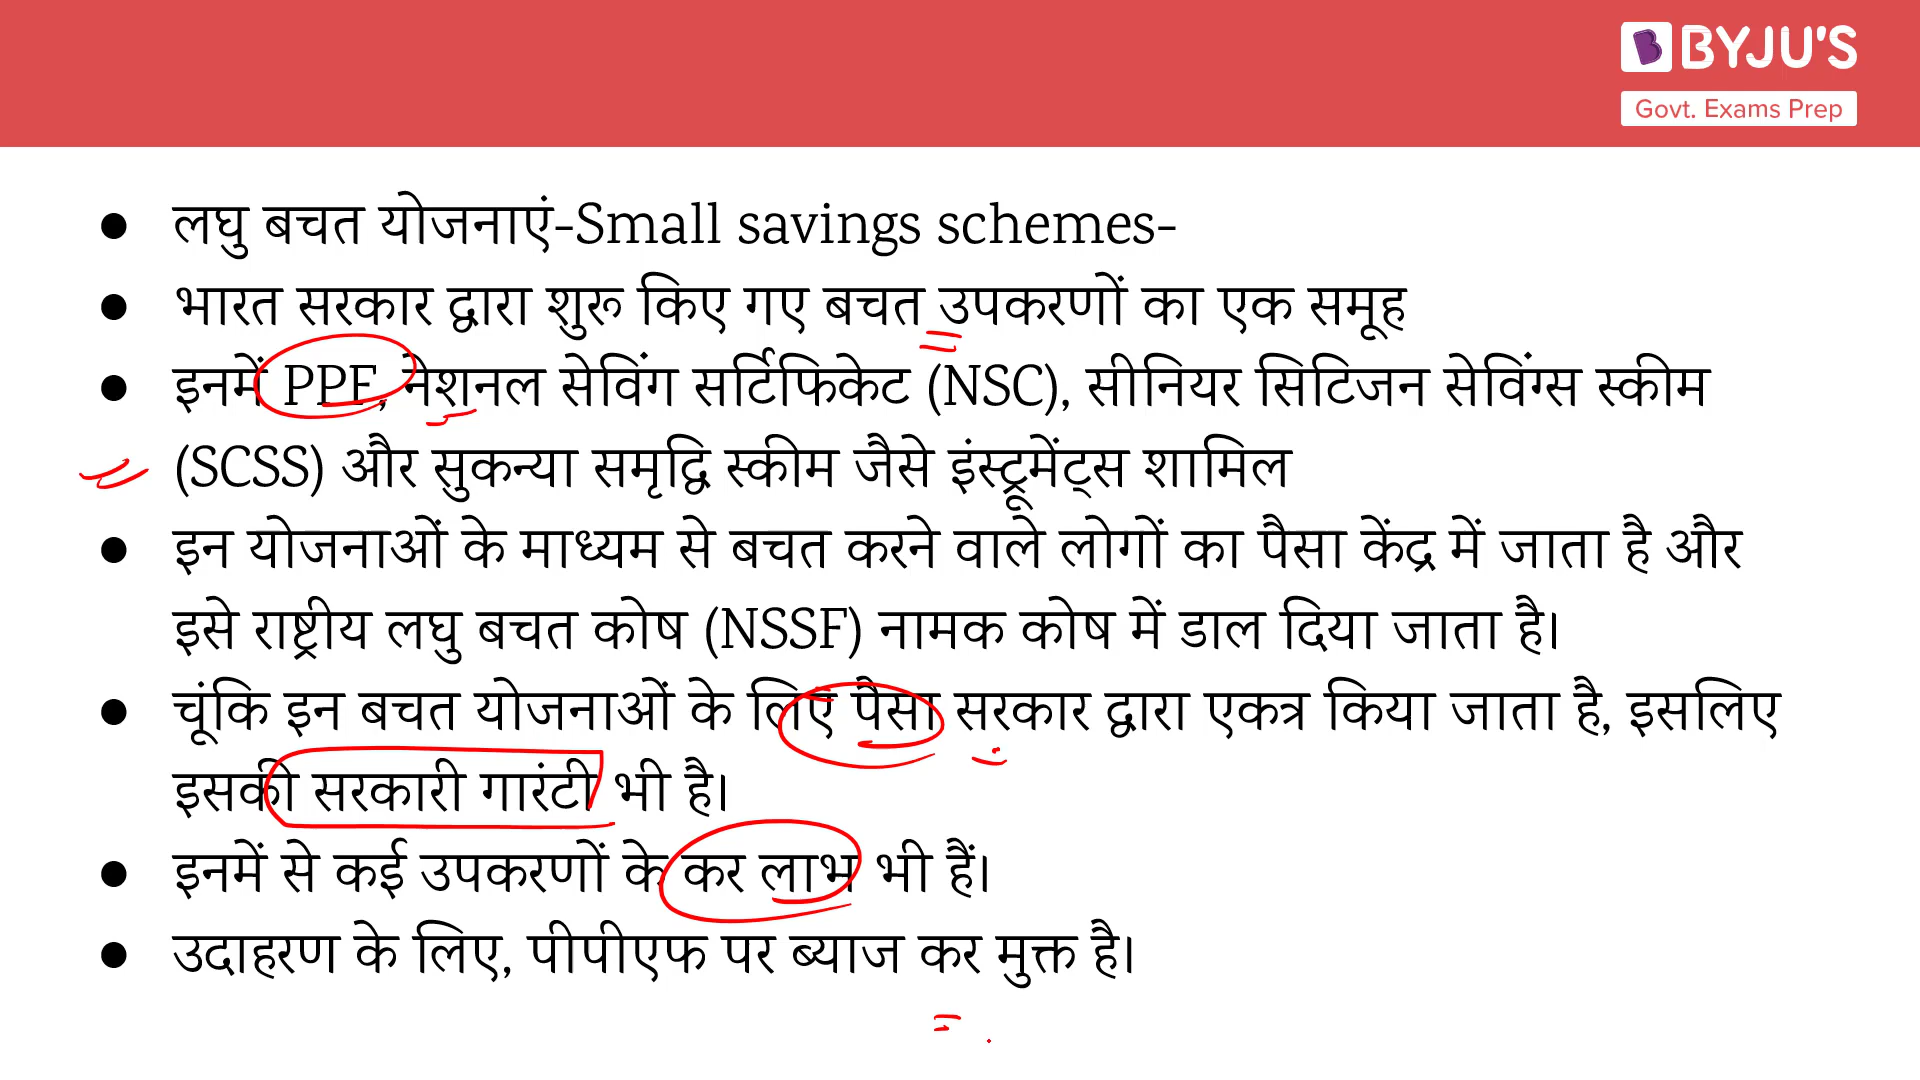 BYJU'S
Govt. Exams Prep
● लघु बचत योजनाएं-Small savings schemes-
● भारत सरकार द्वारा शुरू किए गए बचत उपकरणों का एक समूह
● इनमें PPF, नेशनल सेविंग सर्टिफिकेट (NSC), सीनियर सिटिजन सेविंग्स स्कीम
(SCSS) और सुकन्या समृद्धि स्कीम जैसे इंस्ट्रूमेंट्स शामिल
● इन योजनाओं के माध्यम से बचत करने वाले लोगों का पैसा केंद्र में जाता है और
इसे राष्ट्रीय लघु बचत कोष (NSSF) नामक कोष में डाल दिया जाता है।
● चूंकि इन बचत योजनाओं के लिए पैसा सरकार द्वारा एकत्र किया जाता है, इसलिए
इसकी सरकारी गारंटी भी है।
● इनमें से कई उपकरणों के कर लाभ भी हैं।
● उदाहरण के लिए, पीपीएफ पर ब्याज कर मुक्त है।